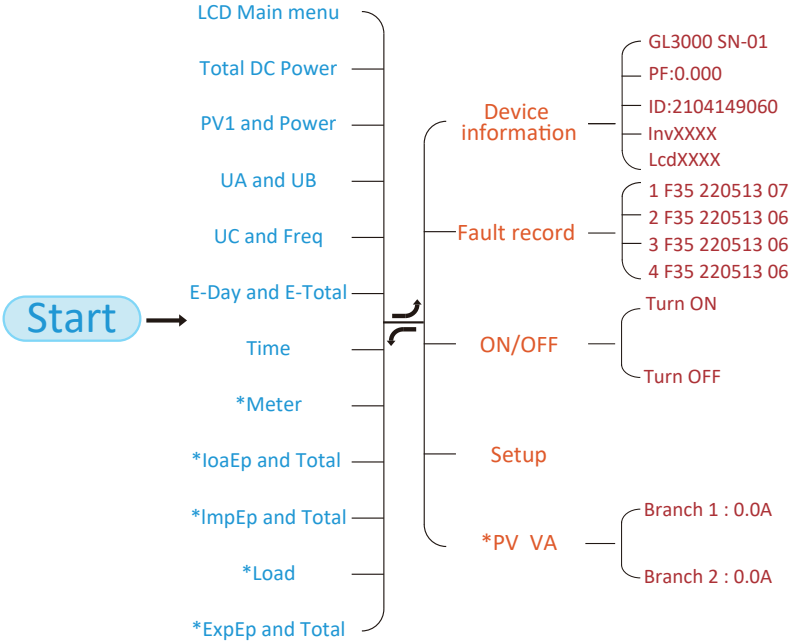 Start
LCD Main menu
Total DC Power
PV1 and Power
UA and UB
UC and Freq
E-Day and E-Total
Time
*Meter
*IoaEp and Total
*ImpEp and Total
*Load
*ExpEp and Total
Device
information
GL3000 SN-01
PF:0.000
ID:2104149060
InvXXXX
LcdXXXX
Fault record
1 F35 220513 07
2 F35 220513 06
3 F35 220513 06
4 F35 220513 06
ON/OFF
Turn ON
Turn OFF
Setup
*PV VA
Branch 1 : 0.0A
Branch 2 : 0.0A